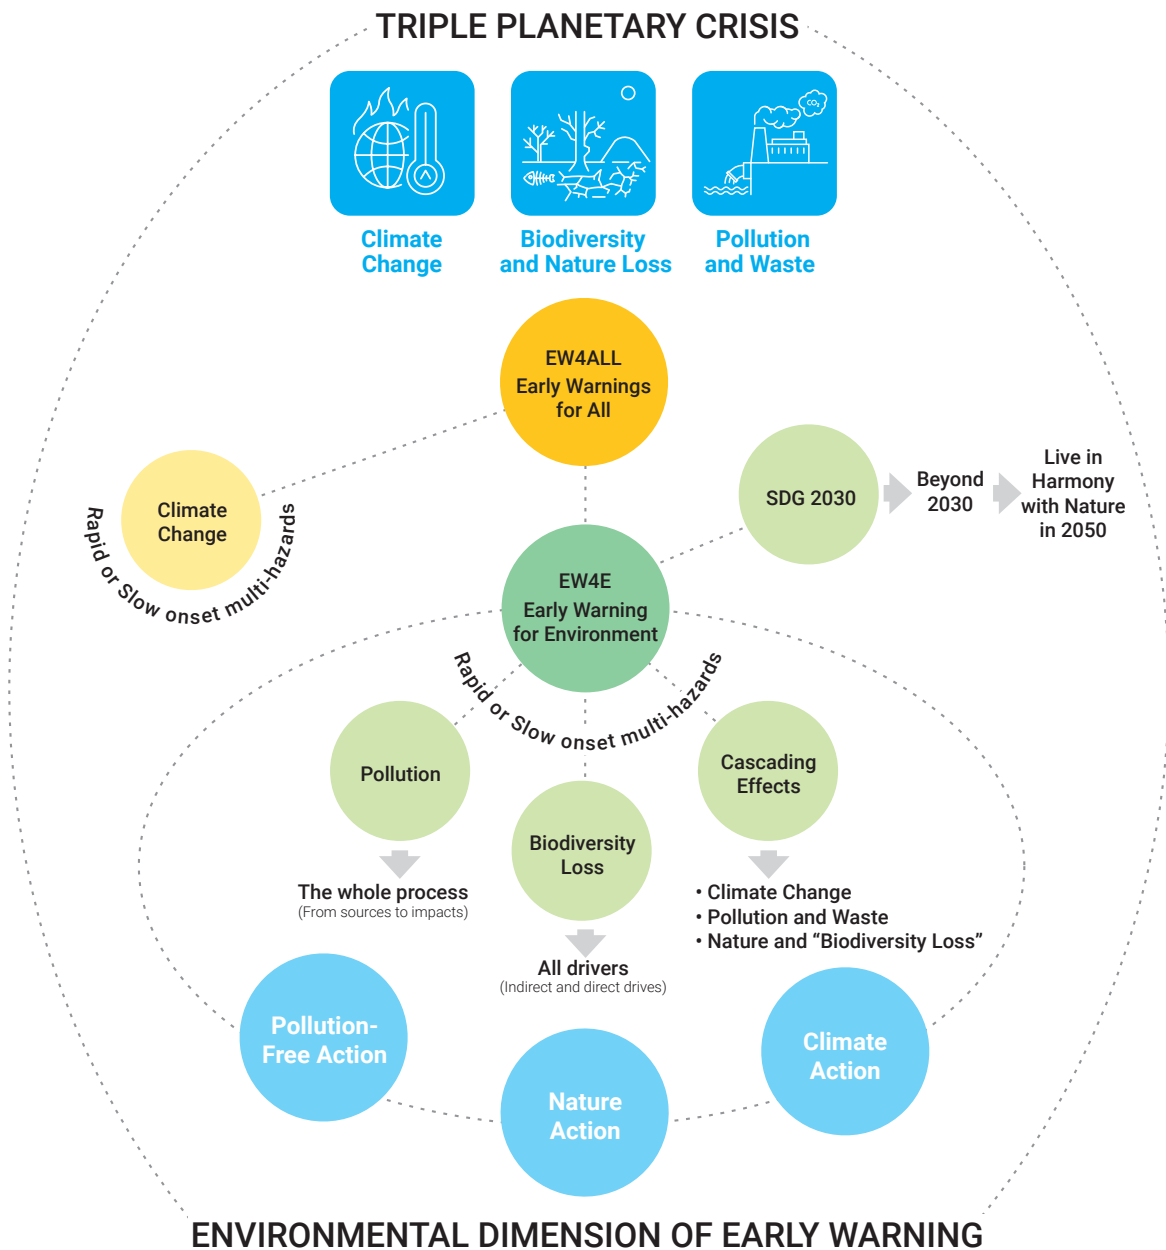 TRIPLE PLANETARY CRISIS
CO₂
Climate
Change
Biodiversity
and Nature Loss
Pollution
and Waste
EW4ALL
Early Warnings
for All
Climate
Change
Rapid or Slow onset multi-hazards
SDG 2030
Beyond
2030
Live in
Harmony
with Nature
in 2050
EW4E
Early Warning
for Environment
Rapid or Slow onset multi-hazards
Pollution
The whole process
(From sources to impacts)
Biodiversity
Loss
All drivers
(Indirect and direct drives)
Cascading
Effects
• Climate Change
• Pollution and Waste
• Nature and “Biodiversity Loss”
Pollution-
Free Action
Nature
Action
Climate
Action
ENVIRONMENTAL DIMENSION OF EARLY WARNING